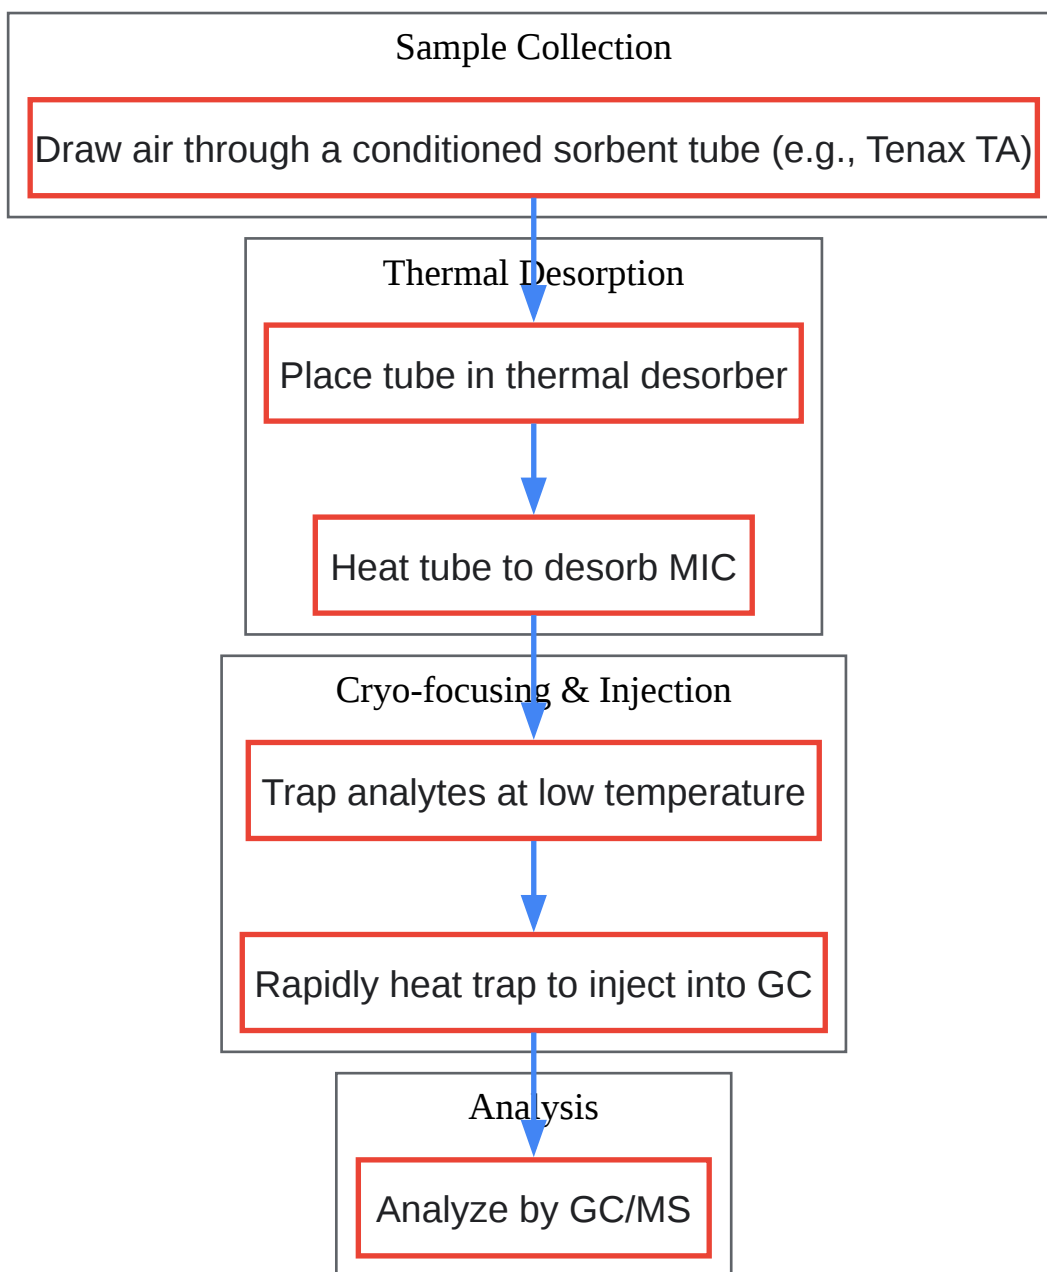 Sample Collection
Draw air through a conditioned sorbent tube (e.g., Tenax TA)
Thermal Desorption
Place tube in thermal desorber
Heat tube to desorb MIC
Cryo-focusing & Injection
Trap analytes at low temperature
Rapidly heat trap to inject into GC
Analysis
Analyze by GC/MS